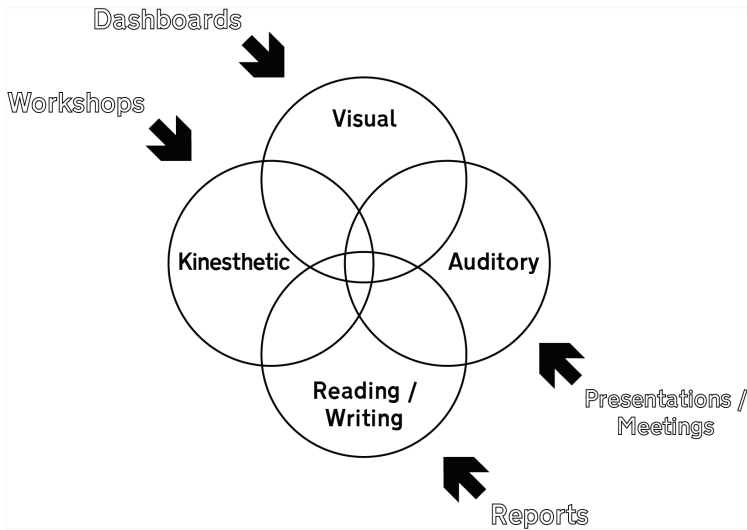 Dashboards
Workshops
Visual
Kinesthetic
Auditory
Reading /
Writing
Presentations /
Meetings
Reports